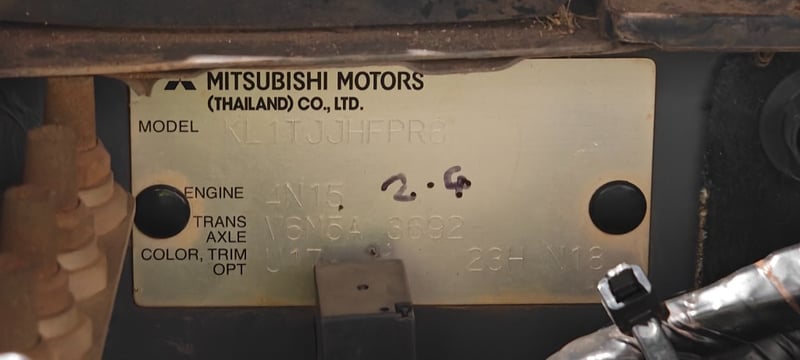 MITSUBISHI MOTORS
(THAILAND) CO., LTD.
MODEL KL1TJJHFPR8
ENGINE 4N15 2.4
TRANS AXLE V6M5A 3692
COLOR, TRIM OPT U17 23H N18